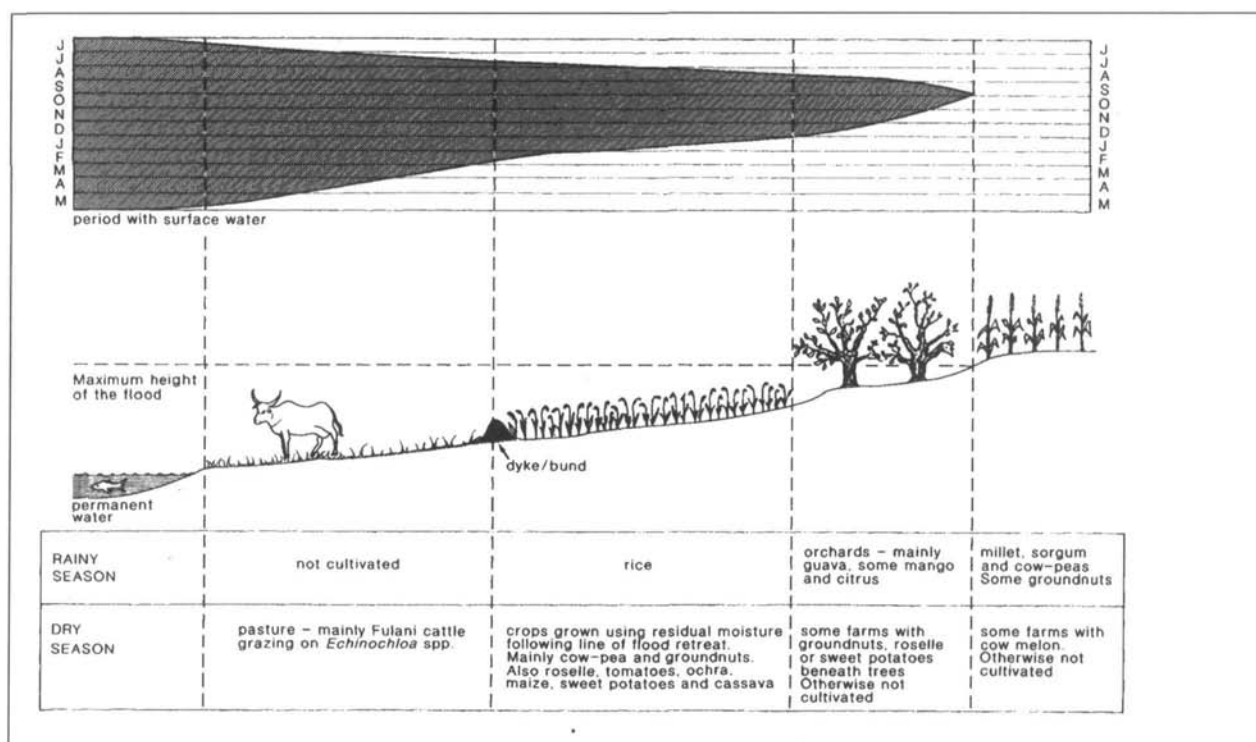 J
J
A
S
O
N
D
J
F
M
A
M
J
J
A
S
O
N
D
J
F
M
A
M
period with surface water
Maximum height
of the flood
dyke/bund
permanent
water
RAINY
SEASON
not cultivated
rice
orchards – mainly
guava, some mango
and citrus
millet, sorgum
and cow-peas
Some groundnuts
DRY
SEASON
pasture – mainly Fulani cattle
grazing on Echinochloa spp.
crops grown using residual moisture
following line of flood retreat.
Mainly cow-pea and groundnuts.
Also roselle, tomatoes, ochra,
maize, sweet potatoes and cassava
some farms with
groundnuts, roselle
or sweet potatoes
beneath trees
Otherwise not
cultivated
some farms with
cow melon.
Otherwise not
cultivated